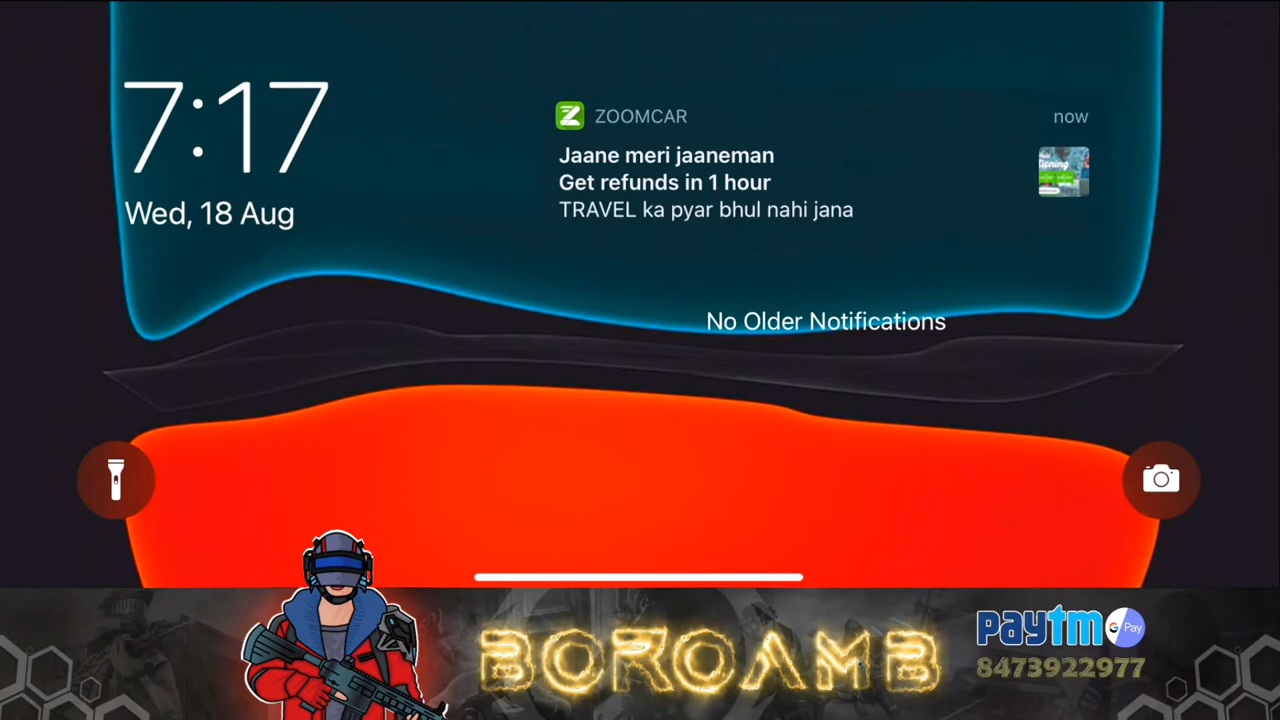 7:17
Wed, 18 Aug
ZOOMCAR
now
Jaane meri jaaneman
Get refunds in 1 hour
TRAVEL ka pyar bhul nahi jana
No Older Notifications
BOROAMB
paytm
G Pay
8473922977